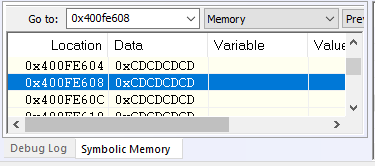 Go to: 0x400fe608 Memory Prev
Location Data Variable Value
0x400FE604 0xCDCDCDCD
0x400FE608 0xCDCDCDCD
0x400FE60C 0xCDCDCDCD
Debug Log Symbolic Memory